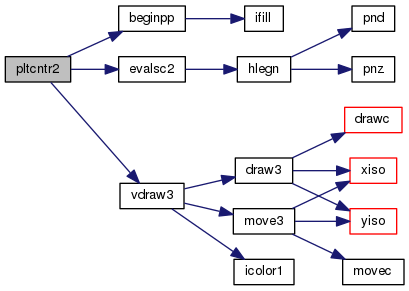 beginpp
ifill
pnd
pltcntr2
evalsc2
hlegn
pnz
drawc
draw3
xiso
vdraw3
move3
yiso
icolor1
movec